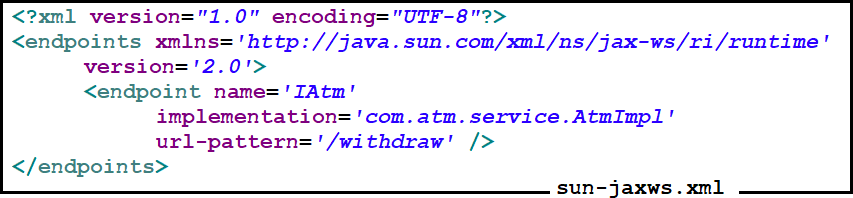 <?xml version="1.0" encoding="UTF-8"?>
<endpoints xmlns='http://java.sun.com/xml/ns/jax-ws/ri/runtime'
version='2.0'>
<endpoint name='IAtm'
implementation='com.atm.service.AtmImpl'
url-pattern='/withdraw' />
</endpoints>
sun-jaxws.xml